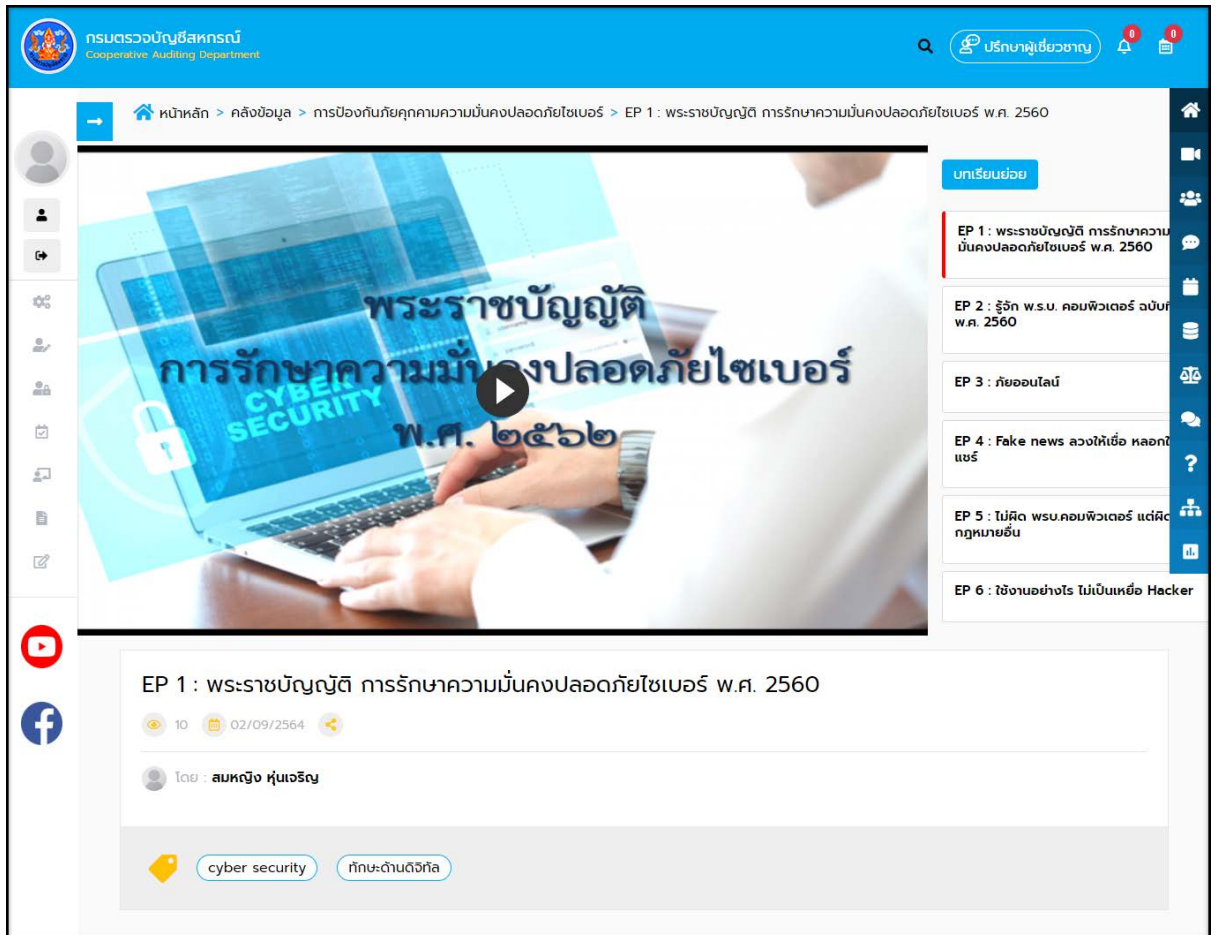 กรมตรวจบัญชีสหกรณ์
Cooperative Auditing Department
ปรึกษาผู้เชี่ยวชาญ
0
0
หน้าหลัก > คลังข้อมูล > การป้องกันภัยคุกคามความมั่นคงปลอดภัยไซเบอร์ > EP 1 : พระราชบัญญัติ การรักษาความมั่นคงปลอดภัยไซเบอร์ พ.ศ. 2560
พระราชบัญญัติ
การรักษาความมั่นคงปลอดภัยไซเบอร์
พ.ศ. ๒๕๖๒
CYBER
SECURITY
บทเรียนย่อย
EP 1 : พระราชบัญญัติ การรักษาความ
มั่นคงปลอดภัยไซเบอร์ พ.ศ. 2560
EP 2 : รู้จัก พ.ร.บ. คอมพิวเตอร์ ฉบับที่
พ.ศ. 2560
EP 3 : ภัยออนไลน์
EP 4 : Fake news ลวงให้เชื่อ หลอกใ
แชร์
EP 5 : ไม่ผิด พรบ.คอมพิวเตอร์ แต่ผิด
กฎหมายอื่น
EP 6 : ใช้งานอย่างไร ไม่เป็นเหยื่อ Hacker
EP 1 : พระราชบัญญัติ การรักษาความมั่นคงปลอดภัยไซเบอร์ พ.ศ. 2560
10 02/09/2564
โดย : สมหญิง หุ่นเจริญ
cyber security ทักษะด้านดิจิทัล